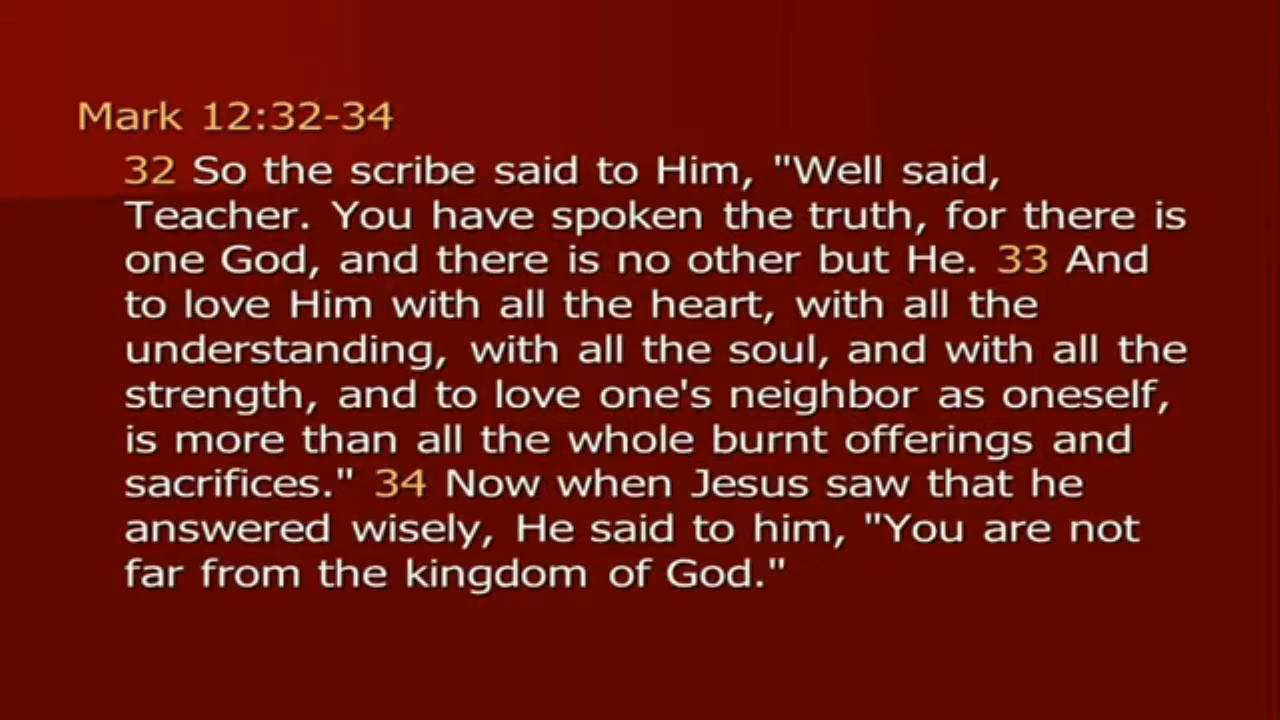 Mark 12:32-34
32 So the scribe said to Him, "Well said,
Teacher. You have spoken the truth, for there is
one God, and there is no other but He. 33 And
to love Him with all the heart, with all the
understanding, with all the soul, and with all the
strength, and to love one's neighbor as oneself,
is more than all the whole burnt offerings and
sacrifices." 34 Now when Jesus saw that he
answered wisely, He said to him, "You are not
far from the kingdom of God."